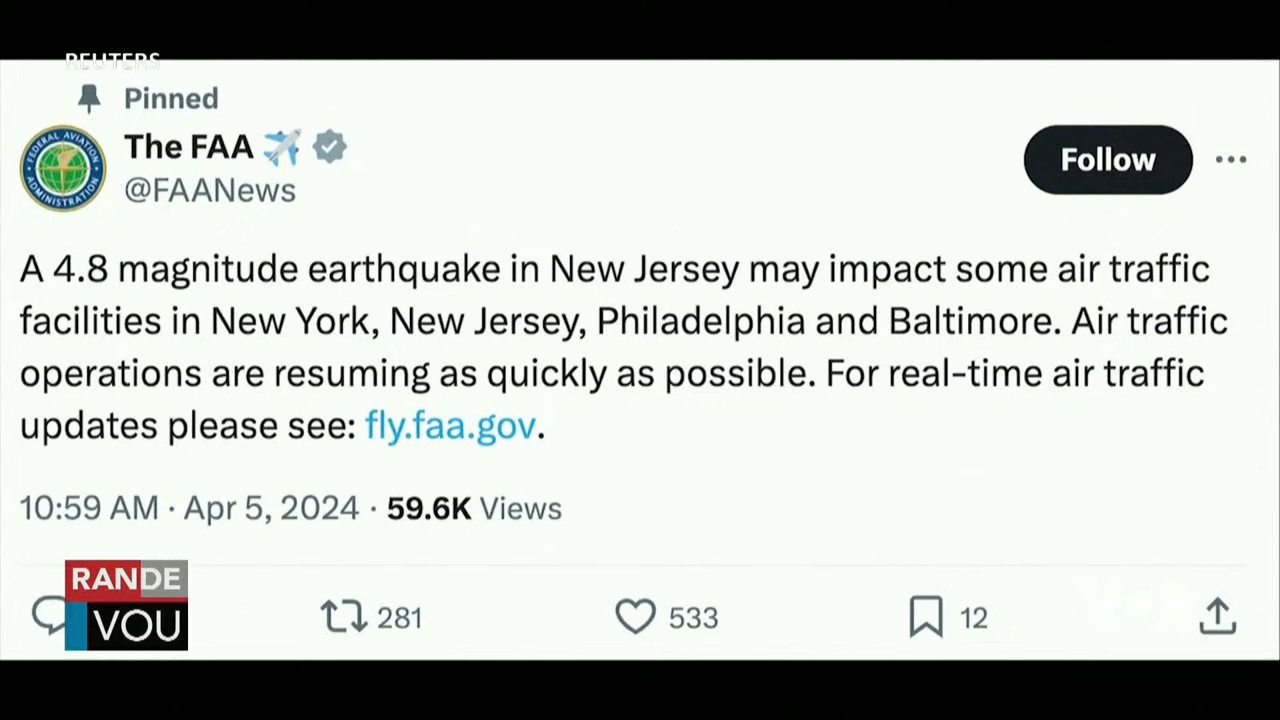 REUTERS
Pinned
The FAA ✈️
@FAANews
Follow
FEDERAL AVIATION
ADMINISTRATION
A 4.8 magnitude earthquake in New Jersey may impact some air traffic
facilities in New York, New Jersey, Philadelphia and Baltimore. Air traffic
operations are resuming as quickly as possible. For real-time air traffic
updates please see: fly.faa.gov.
10:59 AM · Apr 5, 2024 · 59.6K Views
RANDE
VOU
281
533
12